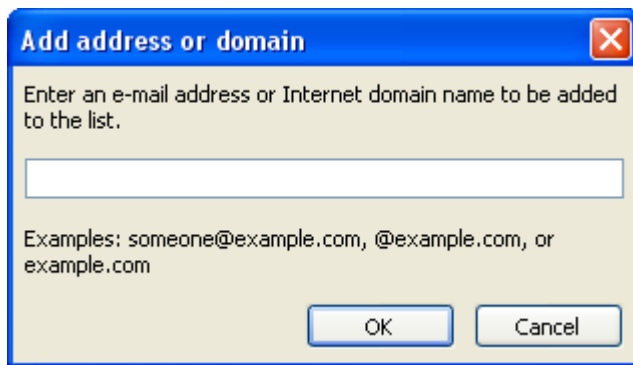 Add address or domain
Enter an e-mail address or Internet domain name to be added
to the list.
Examples: someone@example.com, @example.com, or
example.com
OK
Cancel